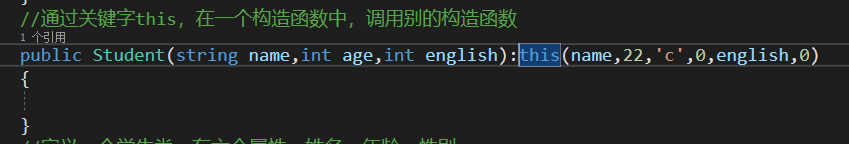 //通过关键字this，在一个构造函数中，调用别的构造函数
1 个引用
public Student(string name,int age,int english):this(name,22,'c',0,english,0)
{
}